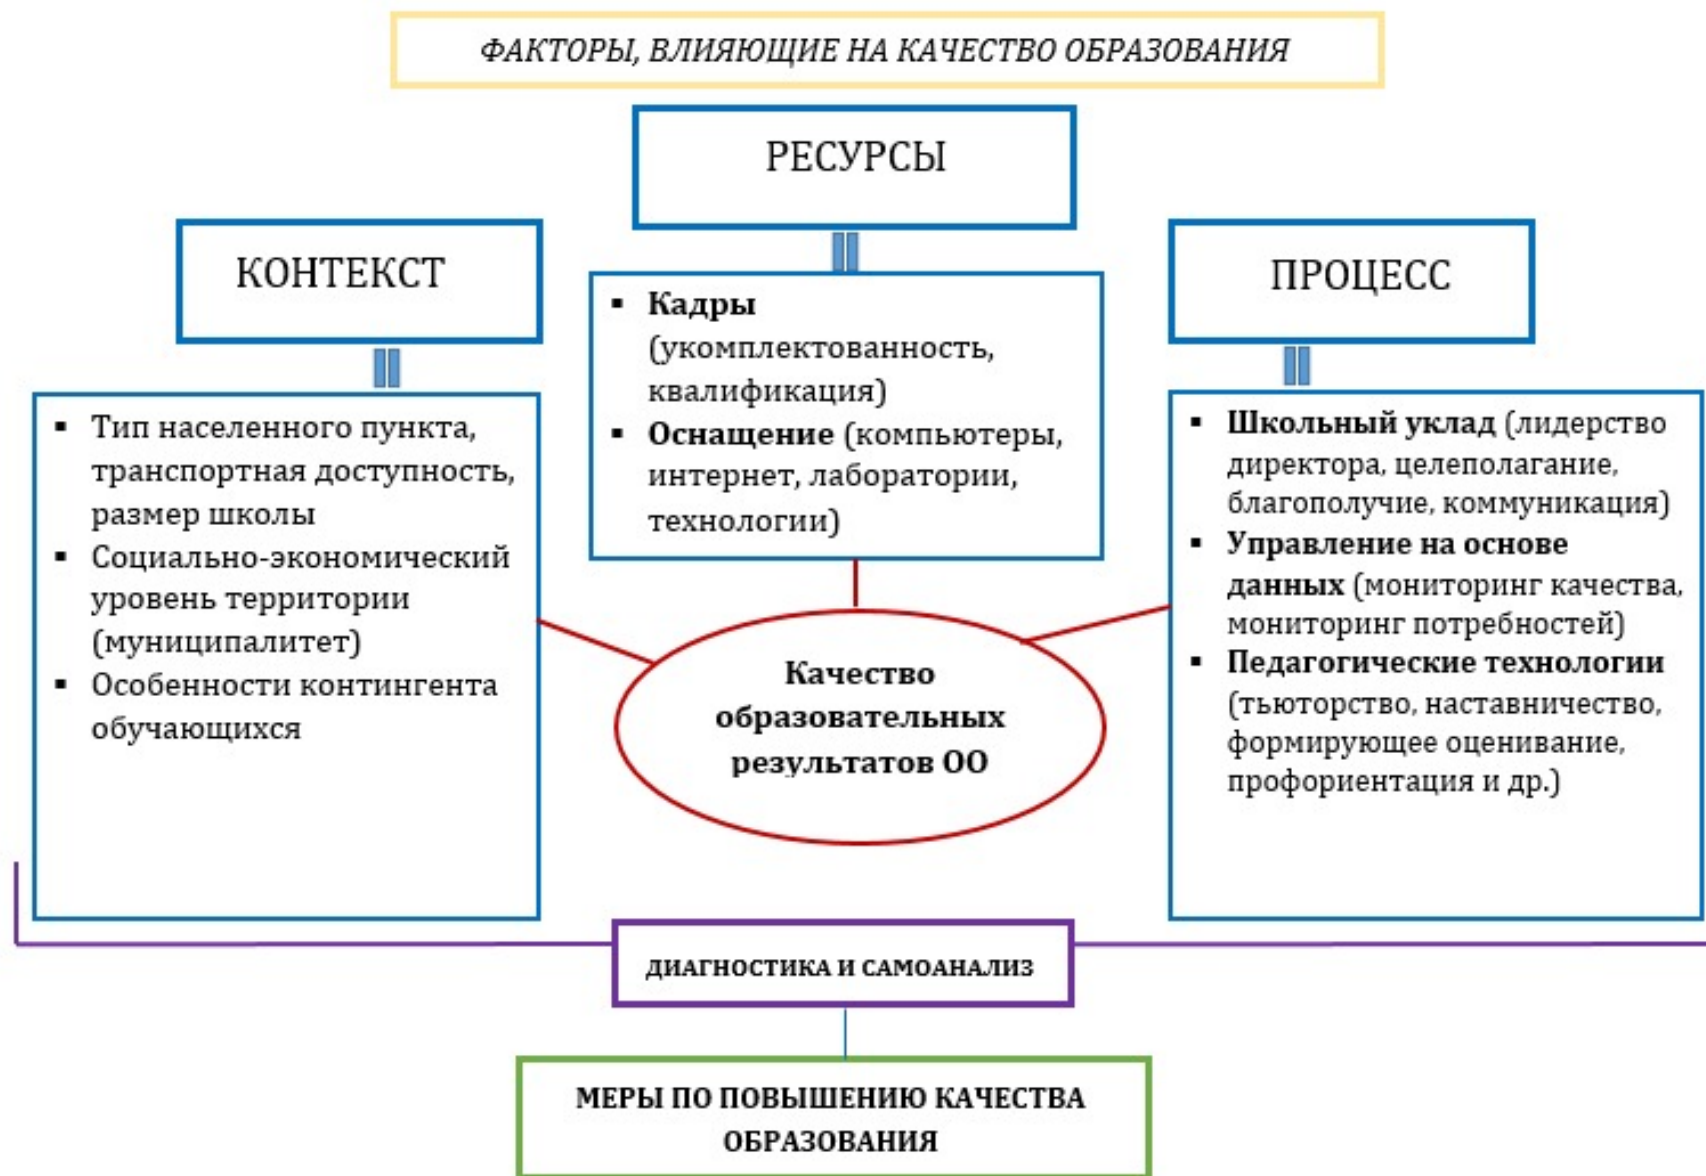 ФАКТОРЫ, ВЛИЯЮЩИЕ НА КАЧЕСТВО ОБРАЗОВАНИЯ
РЕСУРСЫ
КОНТЕКСТ
ПРОЦЕСС
▪ Тип населенного пункта,
транспортная доступность,
размер школы
▪ Социально-экономический
уровень территории
(муниципалитет)
▪ Особенности контингента
обучающихся
▪ Кадры
(укомплектованность,
квалификация)
▪ Оснащение (компьютеры,
интернет, лаборатории,
технологии)
▪ Школьный уклад (лидерство
директора, целеполагание,
благополучие, коммуникация)
▪ Управление на основе
данных (мониторинг качества,
мониторинг потребностей)
▪ Педагогические технологии
(тьюторство, наставничество,
формирующее оценивание,
профориентация и др.)
Качество
образовательных
результатов ОО
ДИАГНОСТИКА И САМОАНАЛИЗ
МЕРЫ ПО ПОВЫШЕНИЮ КАЧЕСТВА
ОБРАЗОВАНИЯ